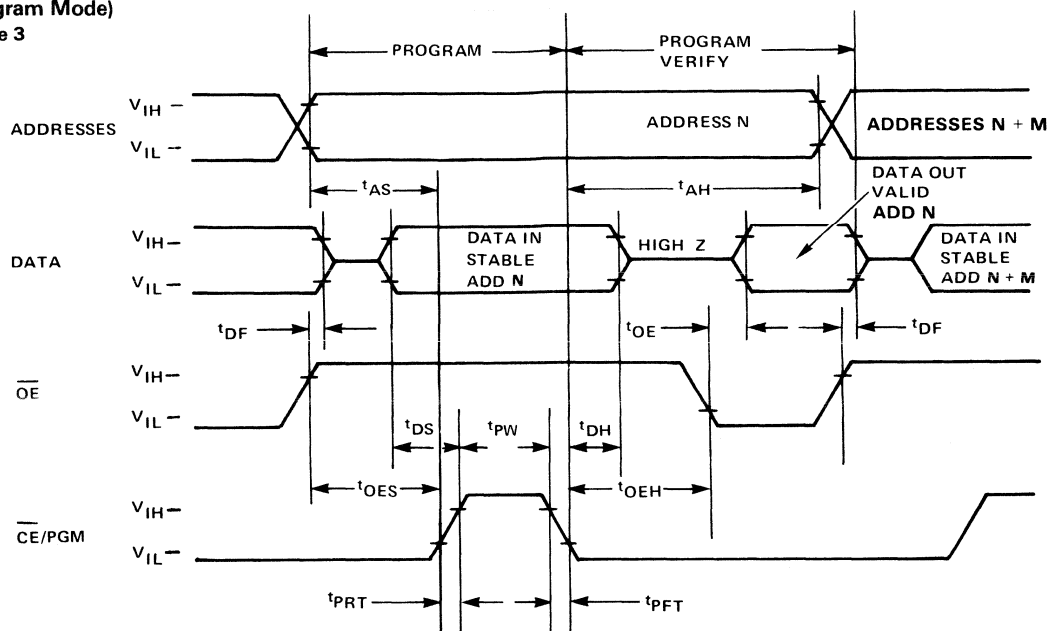 gram Mode)
e 3
PROGRAM
PROGRAM
VERIFY
ADDRESSES
VIH
VIL
ADDRESS N
ADDRESSES N + M
tAS
tAH
DATA OUT
VALID
ADD N
DATA
VIH
VIL
DATA IN
STABLE
ADD N
HIGH Z
DATA IN
STABLE
ADD N + M
tDF
tOE
tDF
OE
VIH
VIL
tDS
tPW
tDH
tOES
tOEH
CE/PGM
VIH
VIL
tPRT
tPFT